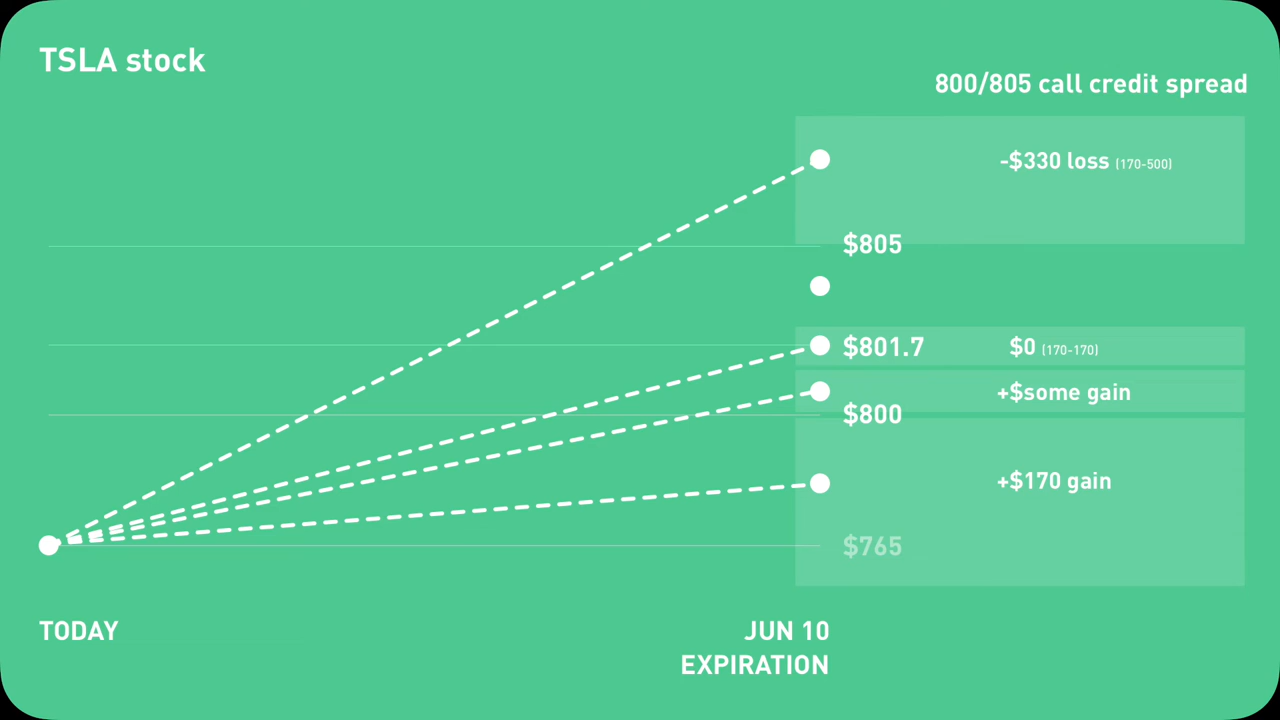 TSLA stock
800/805 call credit spread
-$330 loss (170-500)
$805
$801.7 $0 (170-170)
+$some gain
$800
+$170 gain
$765
TODAY
JUN 10
EXPIRATION